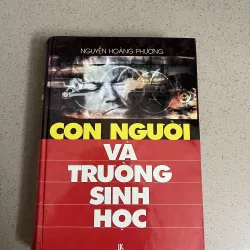 NGUYỄN HOÀNG PHƯƠNG
CON NGƯỜI
VÀ
TRƯỜNG
SINH
HỌC